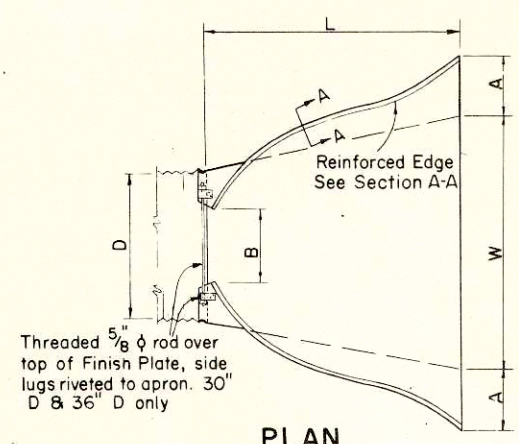 L
A
A
A
Reinforced Edge
See Section A-A
D
B
W
Threaded 5/8" ϕ rod over
top of Finish Plate, side
lugs riveted to apron. 30"
D & 36" D only
A
PLAN